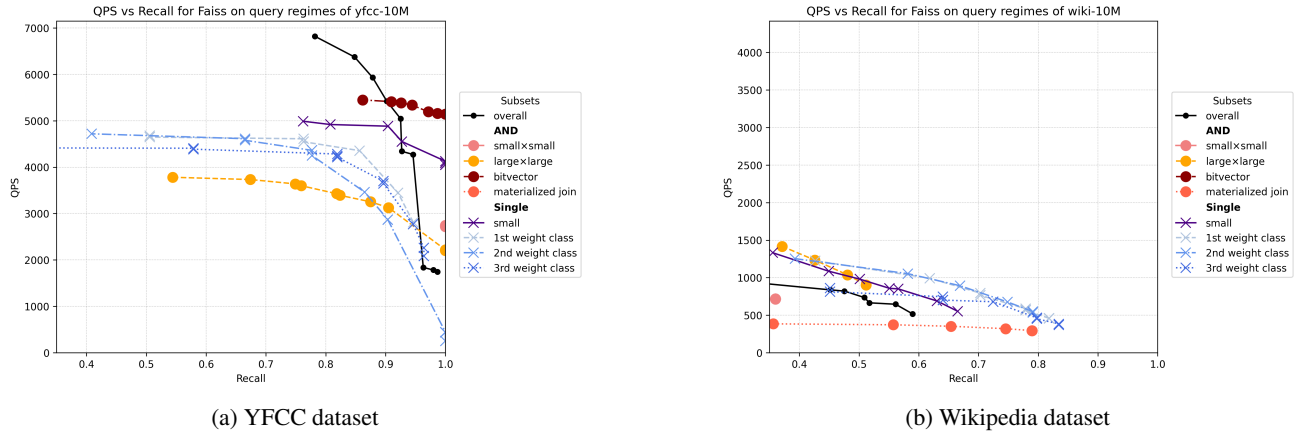 QPS vs Recall for Faiss on query regimes of yfcc-10M
7000
6000
5000
4000
3000
2000
1000
0
QPS
0.4 0.5 0.6 0.7 0.8 0.9 1.0
Recall
Subsets
overall
AND
small×small
large×large
bitvector
materialized join
Single
small
1st weight class
2nd weight class
3rd weight class
(a) YFCC dataset
QPS vs Recall for Faiss on query regimes of wiki-10M
4000
3500
3000
2500
2000
1500
1000
500
0
QPS
0.4 0.5 0.6 0.7 0.8 0.9 1.0
Recall
Subsets
overall
AND
small×small
large×large
bitvector
materialized join
Single
small
1st weight class
2nd weight class
3rd weight class
(b) Wikipedia dataset